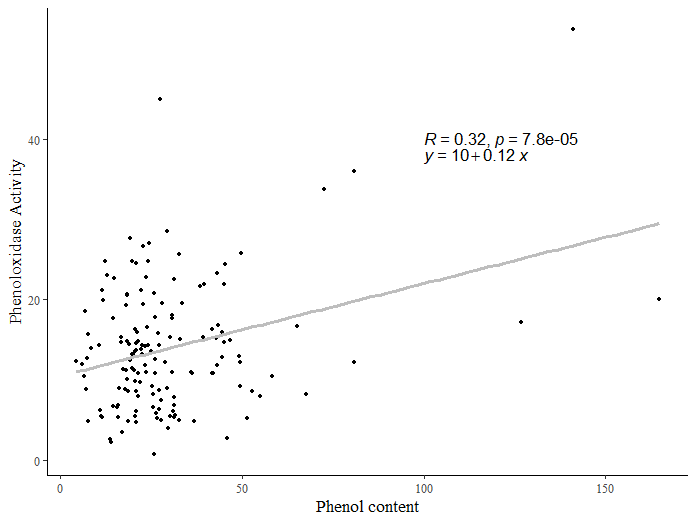 Phenoloxidase Activity
40
20
0
R = 0.32, p = 7.8e-05
y = 10+0.12 x
0 50 100 150
Phenol content